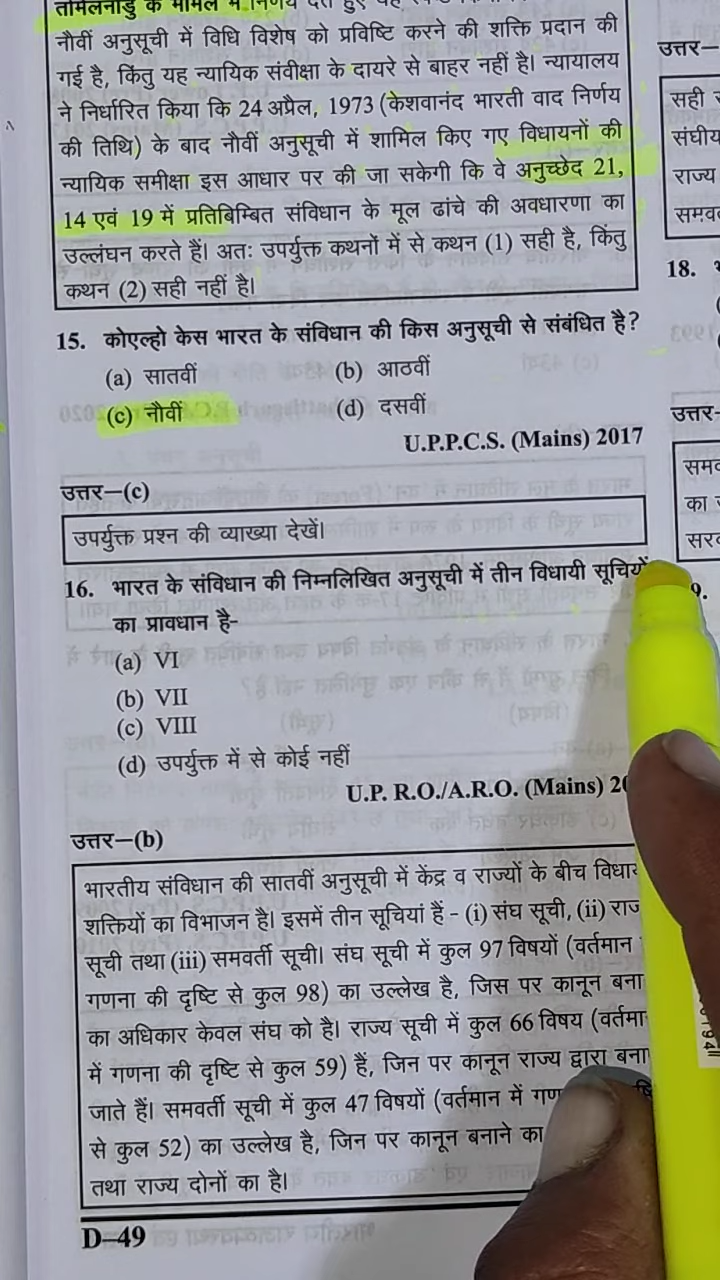 तमिलनाडु के मामले में निर्णय देते हुए यह
नौवीं अनुसूची में विधि विशेष को प्रविष्टि करने की शक्ति प्रदान की
गई है, किंतु यह न्यायिक संवीक्षा के दायरे से बाहर नहीं है। न्यायालय
ने निर्धारित किया कि 24 अप्रैल, 1973 (केशवानंद भारती वाद निर्णय
की तिथि) के बाद नौवीं अनुसूची में शामिल किए गए विधायनों की
न्यायिक समीक्षा इस आधार पर की जा सकेगी कि वे अनुच्छेद 21,
14 एवं 19 में प्रतिबिम्बित संविधान के मूल ढांचे की अवधारणा का
उल्लंघन करते हैं। अतः उपर्युक्त कथनों में से कथन (1) सही है, किंतु
कथन (2) सही नहीं है।
15. कोएल्हो केस भारत के संविधान की किस अनुसूची से संबंधित है?
(a) सातवीं (b) आठवीं
(c) नौवीं (d) दसवीं
U.P.P.C.S. (Mains) 2017
उत्तर–(c)
उपर्युक्त प्रश्न की व्याख्या देखें।
16. भारत के संविधान की निम्नलिखित अनुसूची में तीन विधायी सूचियों
का प्रावधान है-
(a) VI
(b) VII
(c) VIII
(d) उपर्युक्त में से कोई नहीं
U.P. R.O./A.R.O. (Mains)
उत्तर–(b)
भारतीय संविधान की सातवीं अनुसूची में केंद्र व राज्यों के बीच
शक्तियों का विभाजन है। इसमें तीन सूचियां हैं - (i) संघ सूची, (ii)
सूची तथा (iii) समवर्ती सूची। संघ सूची में कुल 97 विषयों (वर्तमान
गणना की दृष्टि से कुल 98) का उल्लेख है, जिस पर कानून बना
का अधिकार केवल संघ को है। राज्य सूची में कुल 66 विषय
में गणना की दृष्टि से कुल 59) हैं, जिन पर कानून राज्य द्वारा बना
जाते हैं। समवर्ती सूची में कुल 47 विषयों (वर्तमान में
से कुल 52) का उल्लेख है, जिन पर कानून बनाने का
तथा राज्य दोनों का है।
D–49
उत्तर–
सही
राज्य
18.
उत्तर–
का